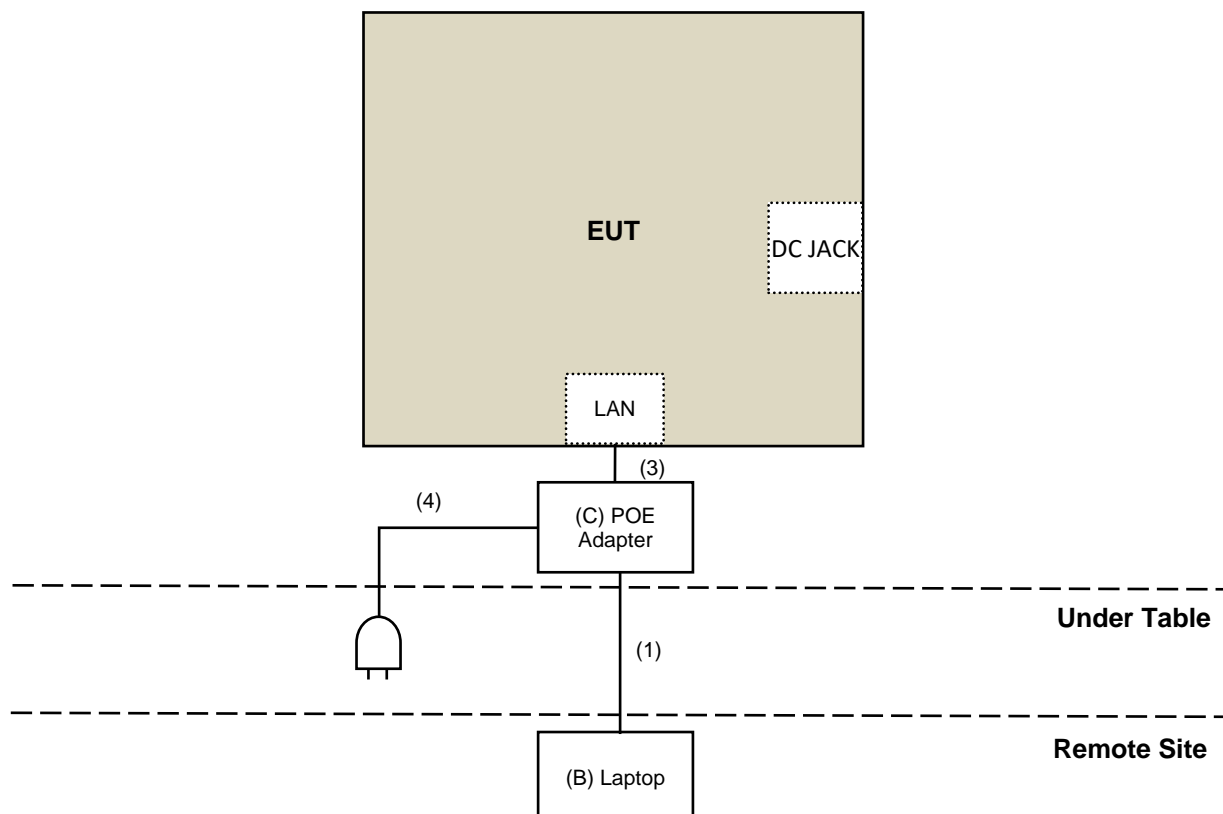 EUT
DC JACK
LAN
(3)
(4)
(C) POE
Adapter
Under Table
(1)
Remote Site
(B) Laptop